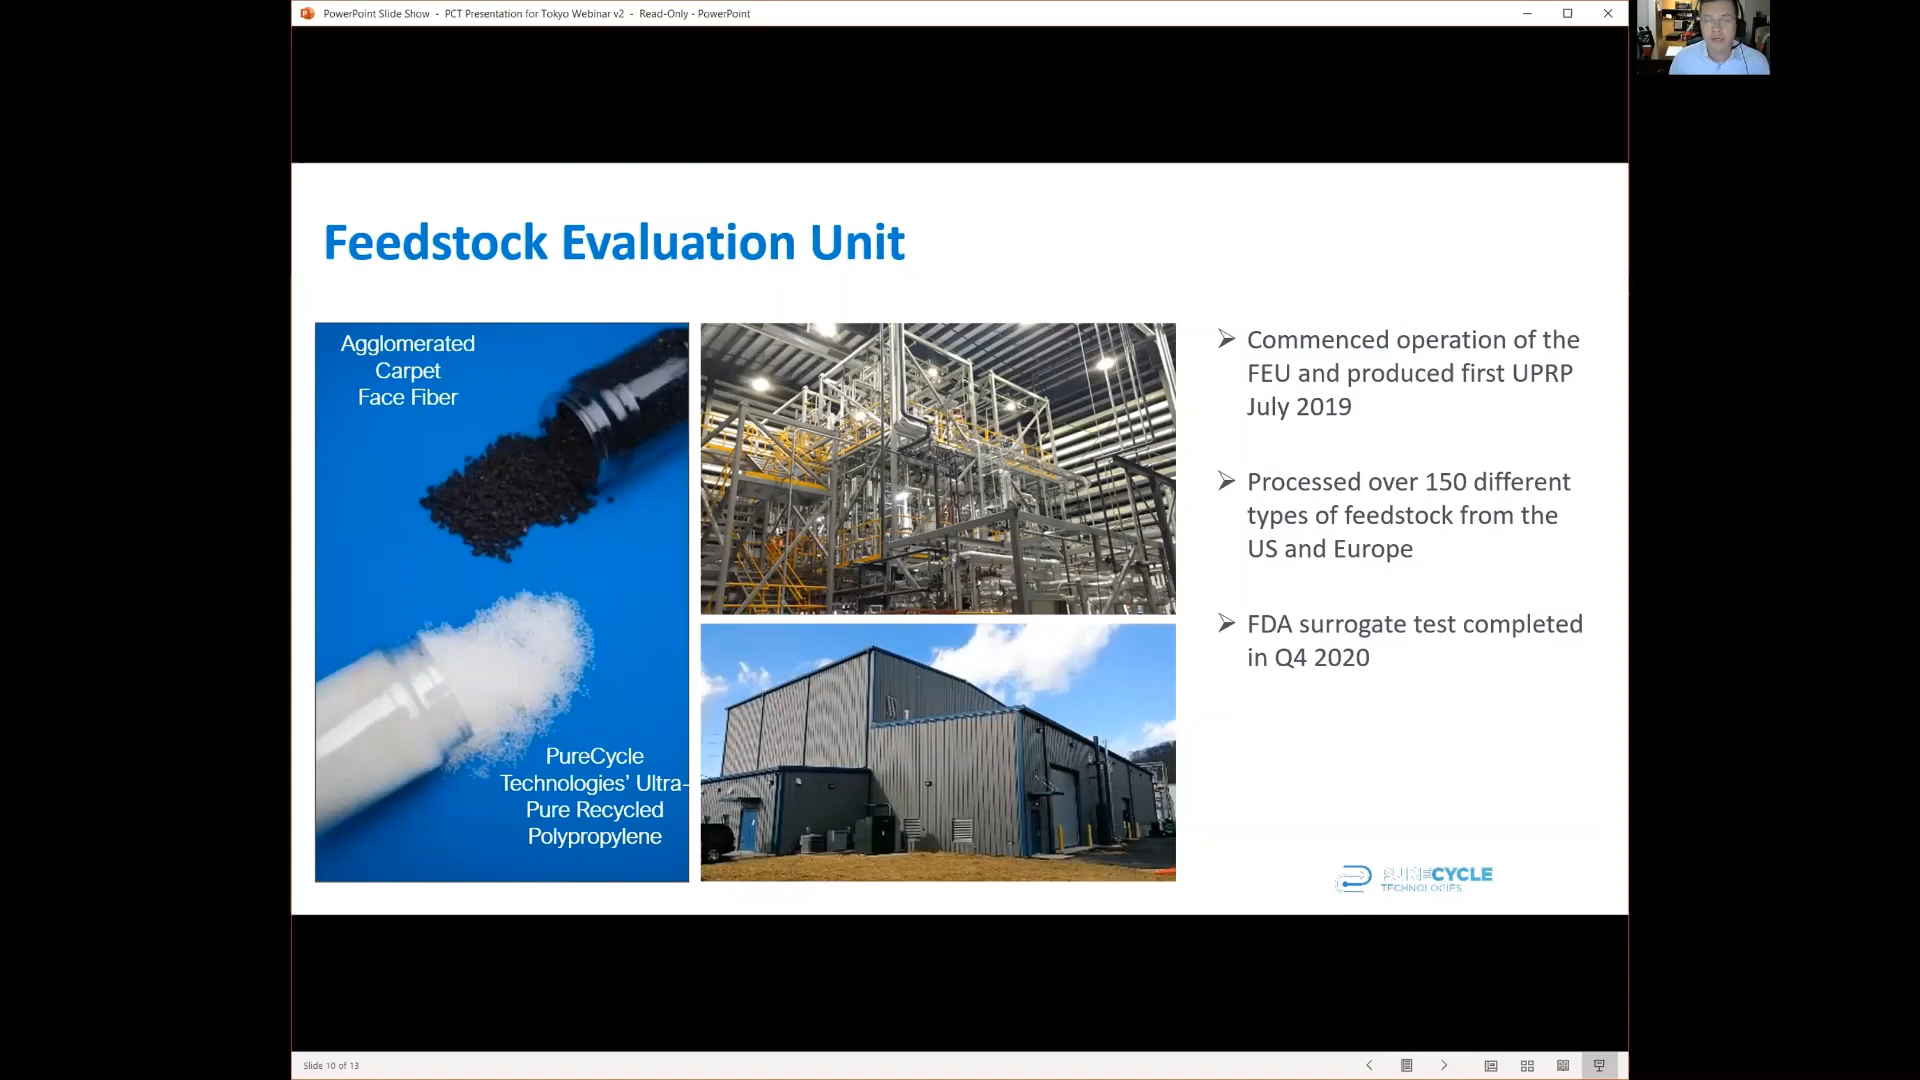 PowerPoint Slide Show - PCT Presentation for Tokyo Webinar v2 - Read-Only - PowerPoint
Feedstock Evaluation Unit
Agglomerated
Carpet
Face Fiber
PureCycle
Technologies’ Ultra-
Pure Recycled
Polypropylene
➢ Commenced operation of the
FEU and produced first UPRP
July 2019
➢ Processed over 150 different
types of feedstock from the
US and Europe
➢ FDA surrogate test completed
in Q4 2020
PURECYCLE
TECHNOLOGIES
Slide 10 of 13